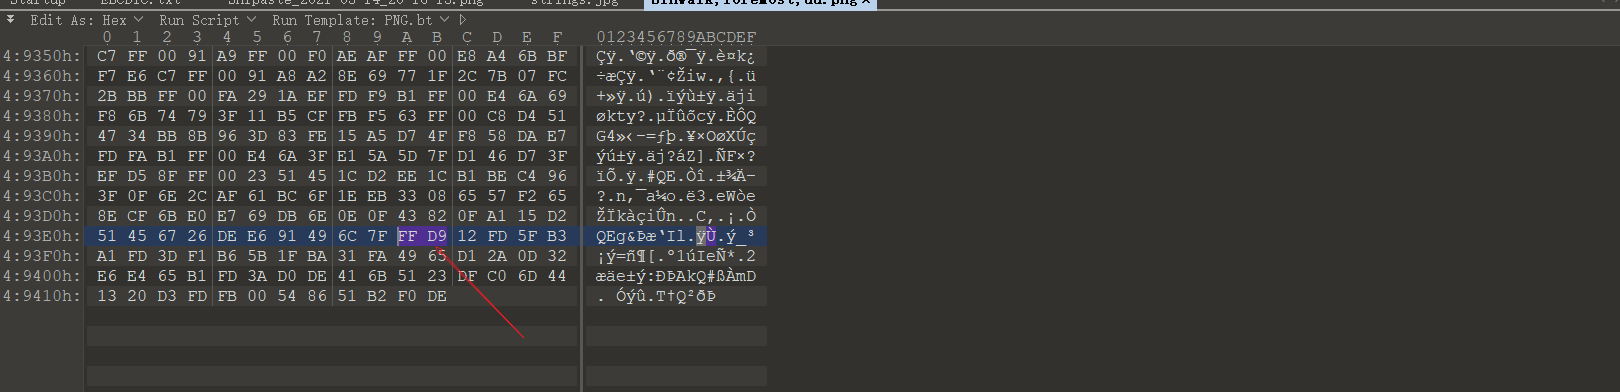 Startup EBCDIC.txt Snipaste_2021-03-14_20-16-13.png strings.jpg binwalk,foremost,dd.png ×
Edit As: Hex Run Script Run Template: PNG.bt
0 1 2 3 4 5 6 7 8 9 A B C D E F 0123456789ABCDEF
4:9350h: C7 FF 00 91 A9 FF 00 F0 AE AF FF 00 E8 A4 6B BF Çÿ.‘©ÿ.ð®¯ÿ.è¤k¿
4:9360h: F7 E6 C7 FF 00 91 A8 A2 8E 69 77 1F 2C 7B 07 FC ÷æÇÿ.‘¨¢Žiw.,{.ü
4:9370h: 2B BB FF 00 FA 29 1A EF FD F9 B1 FF 00 E4 6A 69 +»ÿ.ú).ïýù±ÿ.äji
4:9380h: F8 6B 74 79 3F 11 B5 CF FB F5 63 FF 00 C8 D4 51 økty?.µÏûõcÿ.ÈÔQ
4:9390h: 47 34 BB 8B 96 3D 83 FE 15 A5 D7 4F F8 58 DA E7 G4»‹–=ƒþ.¥×OøXÚç
4:93A0h: FD FA B1 FF 00 E4 6A 3F E1 5A 5D 7F D1 46 D7 3F ýú±ÿ.äj?áZ].ÑF×?
4:93B0h: EF D5 8F FF 00 23 51 45 1C D2 EE 1C B1 BE C4 96 ïÕ.ÿ.#QE.Òî.±¾Ä–
4:93C0h: 3F 0F 6E 2C AF 61 BC 6F 1E EB 33 08 65 57 F2 65 ?.n,¯a¼o.ë3.eWòe
4:93D0h: 8E CF 6B E0 E7 69 DB 6E 0E 0F 43 82 0F A1 15 D2 ŽÏkàçiÛn..C‚.¡.Ò
4:93E0h: 51 45 67 26 DE E6 91 49 6C 7F FF D9 12 FD 5F B3 QEg&Þæ‘Il.ÿÙ.ý_³
4:93F0h: A1 FD 3D F1 B6 5B 1F BA 31 FA 49 65 D1 2A 0D 32 ¡ý=ñ¶[.º1úIeÑ*.2
4:9400h: E6 E4 65 B1 FD 3A D0 DE 41 6B 51 23 DF C0 6D 44 æäe±ý:ÐÞAkQ#ßÀmD
4:9410h: 13 20 D3 FD FB 00 54 86 51 B2 F0 DE . Óýû.T†Q²ðÞ